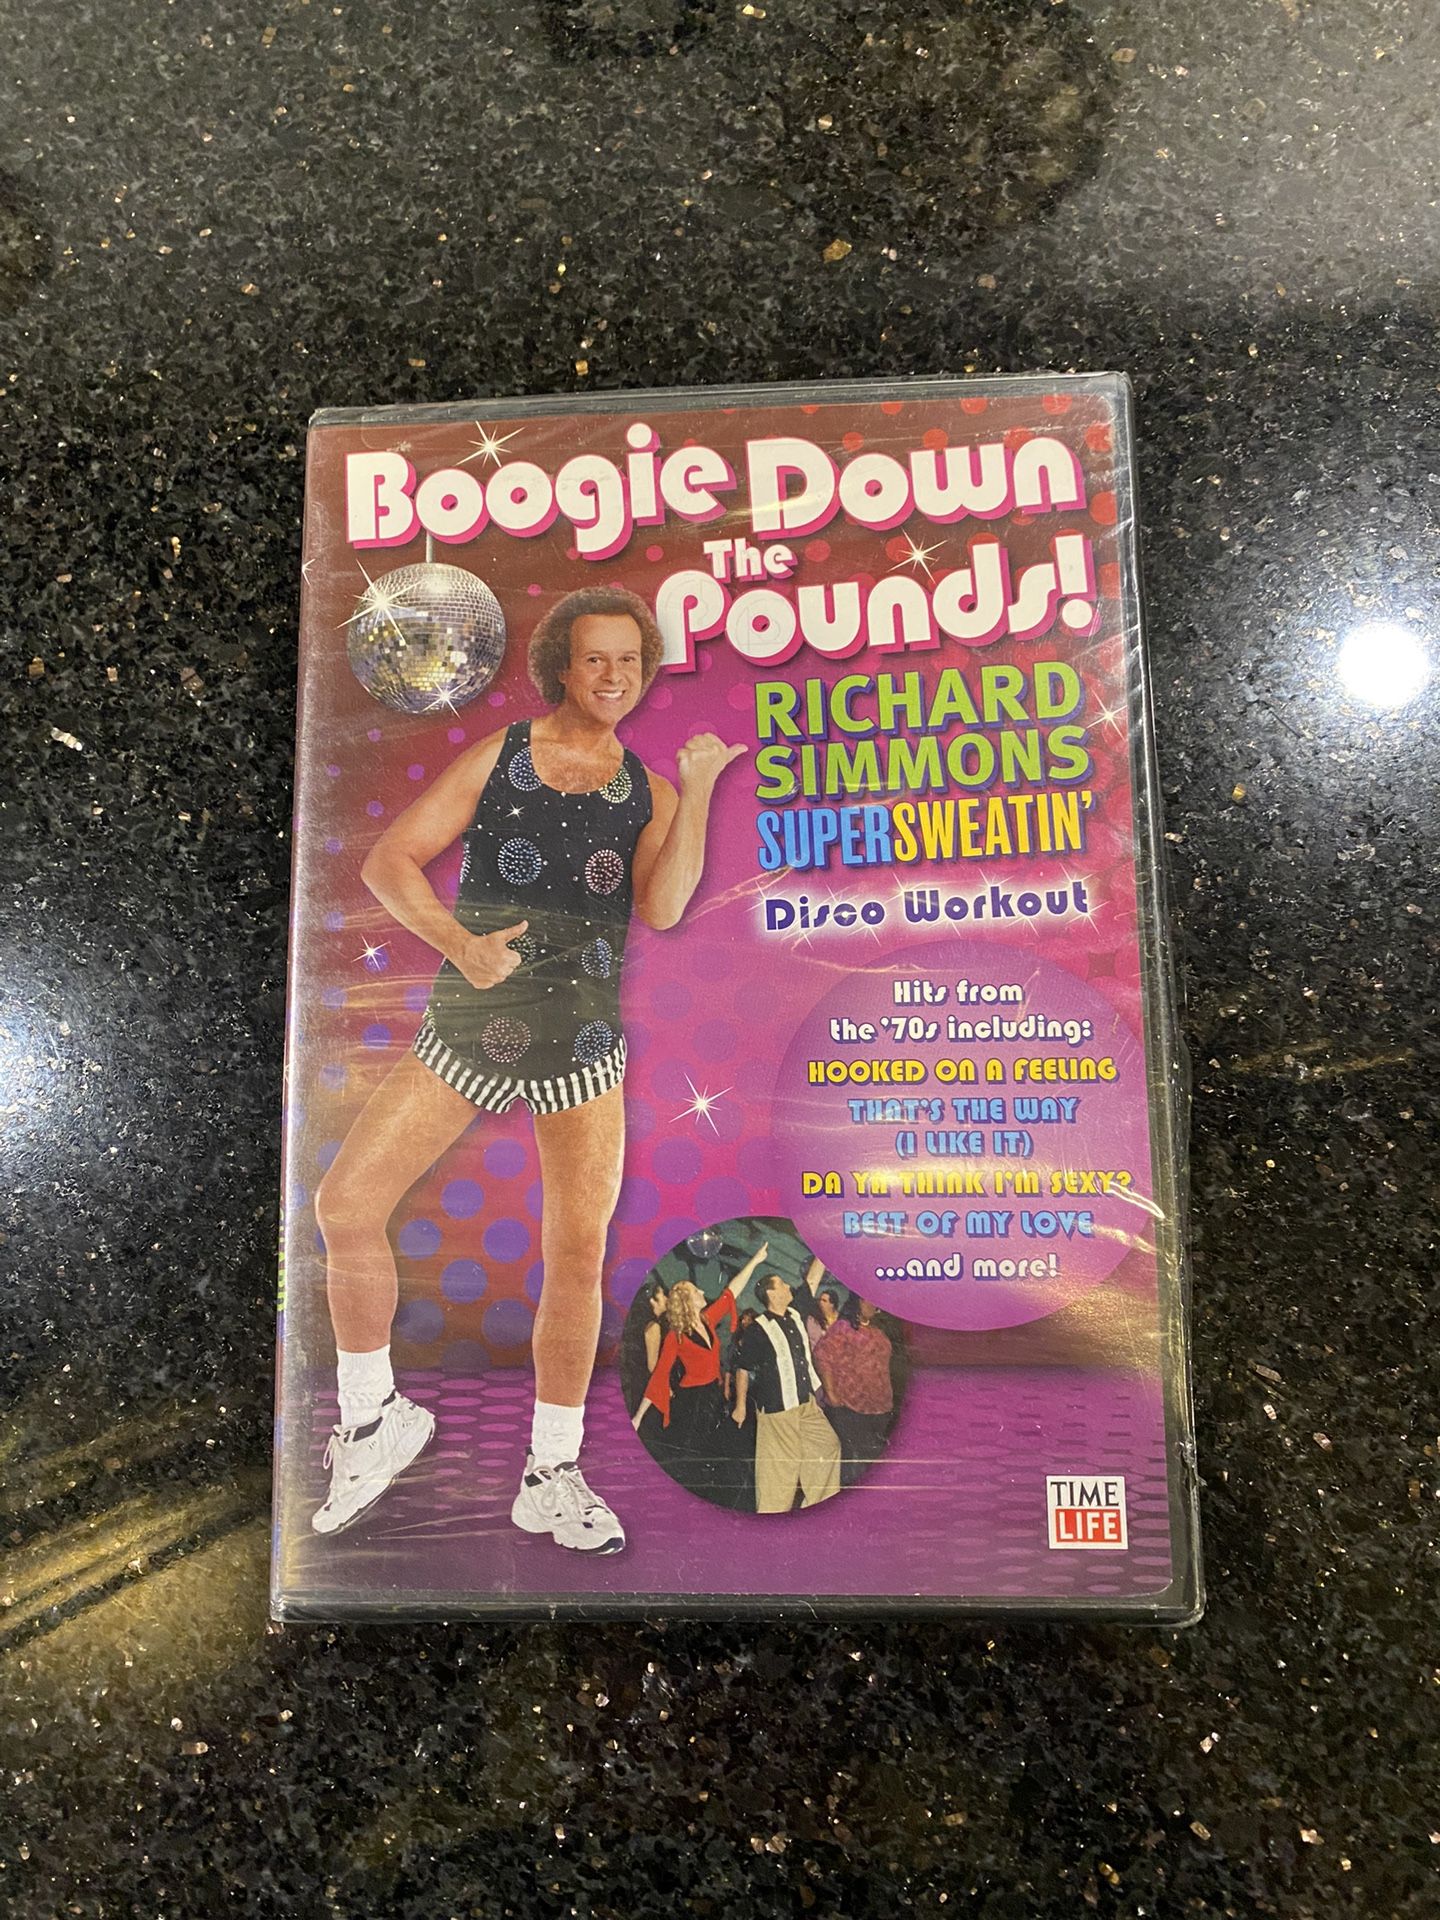 Boogie Down
The
Pounds!
RICHARD
SIMMONS
SUPERSWEATIN'
Disco Workout
Hits from
the '70s including:
HOOKED ON A FEELING
THAT'S THE WAY
(I LIKE IT)
DA YA THINK I'M SEXY?
BEST OF MY LOVE
...and more!
TIME
LIFE